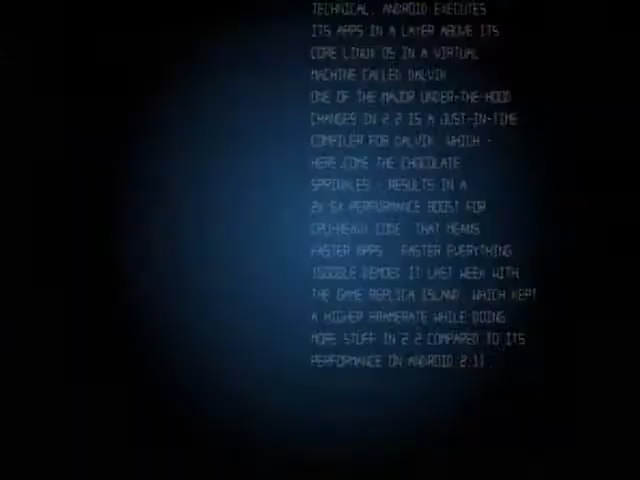 TECHNICAL. ANDROID EXECUTES
ITS APPS IN A LAYER ABOVE ITS
CORE LINUX OS IN A VIRTUAL
MACHINE CALLED DALVIK
ONE OF THE MAJOR UNDER-THE HOOD
CHANGES IN 2.2 IS A JUST-IN-TIME
COMPILER FOR DALVIK WHICH -
HERE COME THE CHOCOLATE
SPRINKLES - RESULTS IN A
2X 5X PERFORMANCE BOOST FOR
CPU-HEAVY CODE THAT MEANS
FASTER APPS FASTER EVERYTHING
(GOOGLE DEMOED IT LAST WEEK WITH
THE GAME REPLICA ISLAND WHICH KEPT
A HIGHER FRAMERATE WHILE DOING
MORE STUFF IN 2.2 COMPARED TO ITS
PERFORMANCE ON ANDROID 2.1)